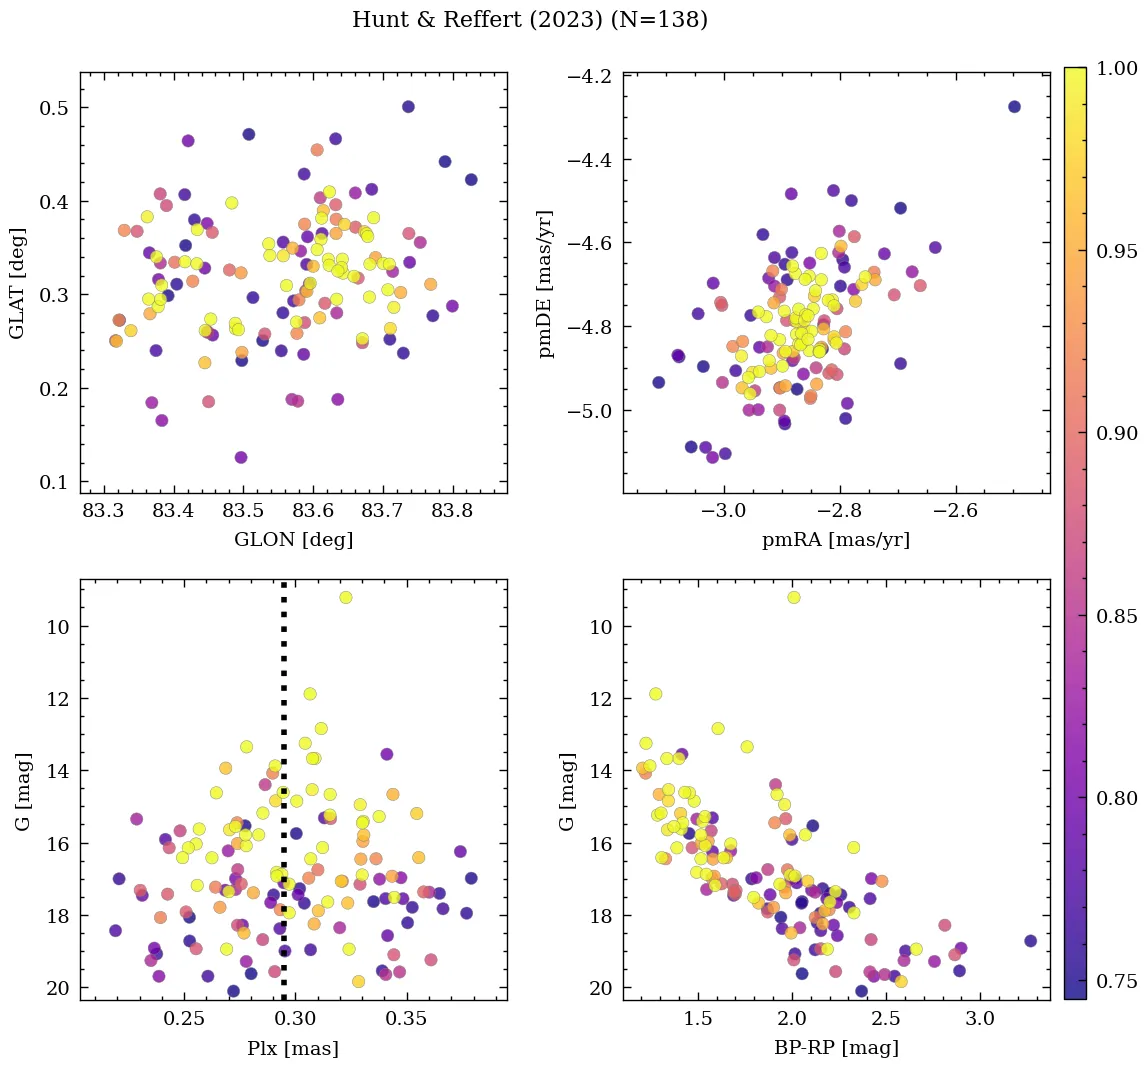 Hunt & Reffert (2023) (N=138)
0.5
0.4
0.3
0.2
0.1
GLAT [deg]
83.3 83.4 83.5 83.6 83.7 83.8
GLON [deg]
−4.2
−4.4
−4.6
−4.8
−5.0
pmDE [mas/yr]
−3.0 −2.8 −2.6
pmRA [mas/yr]
1.00
0.95
0.90
0.85
0.80
0.75
10
12
14
16
18
20
G [mag]
0.25 0.30 0.35
Plx [mas]
10
12
14
16
18
20
G [mag]
1.5 2.0 2.5 3.0
BP-RP [mag]